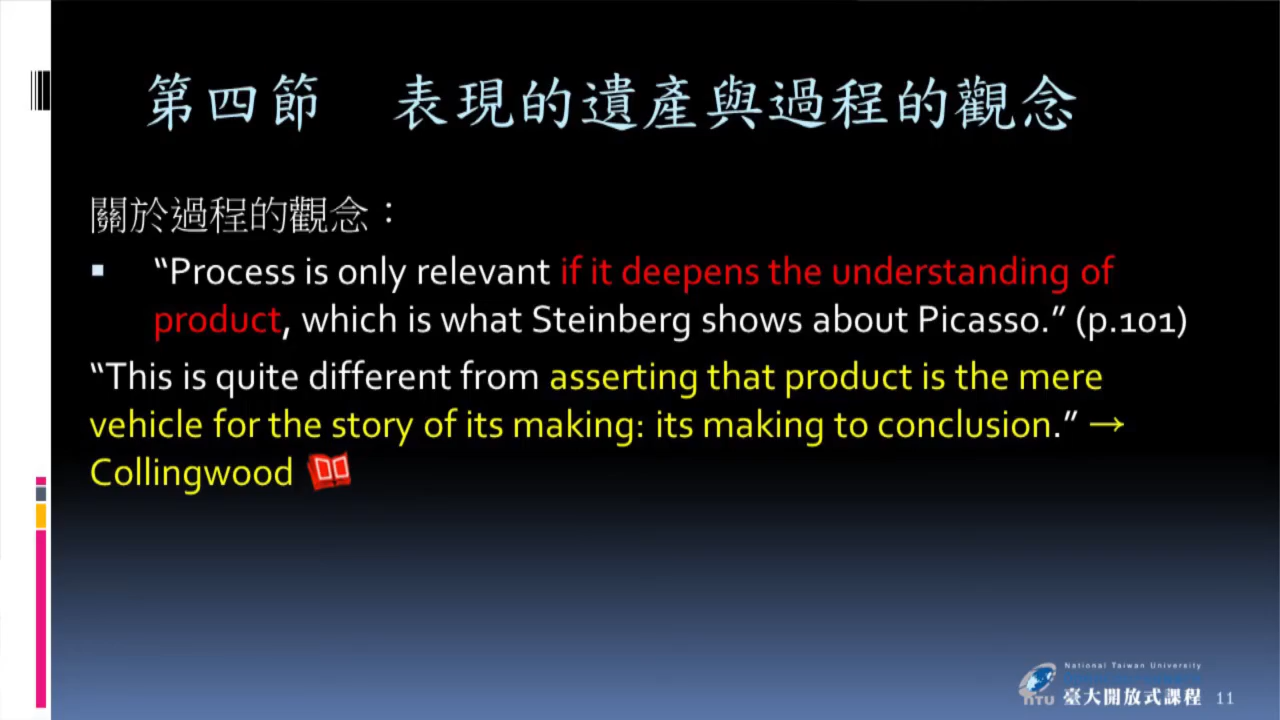 第四節 表現的遺產與過程的觀念
關於過程的觀念：
“Process is only relevant if it deepens the understanding of
product, which is what Steinberg shows about Picasso.” (p.101)
“This is quite different from asserting that product is the mere
vehicle for the story of its making: its making to conclusion.” →
Collingwood
National Taiwan University
NTU 臺大開放式課程 11